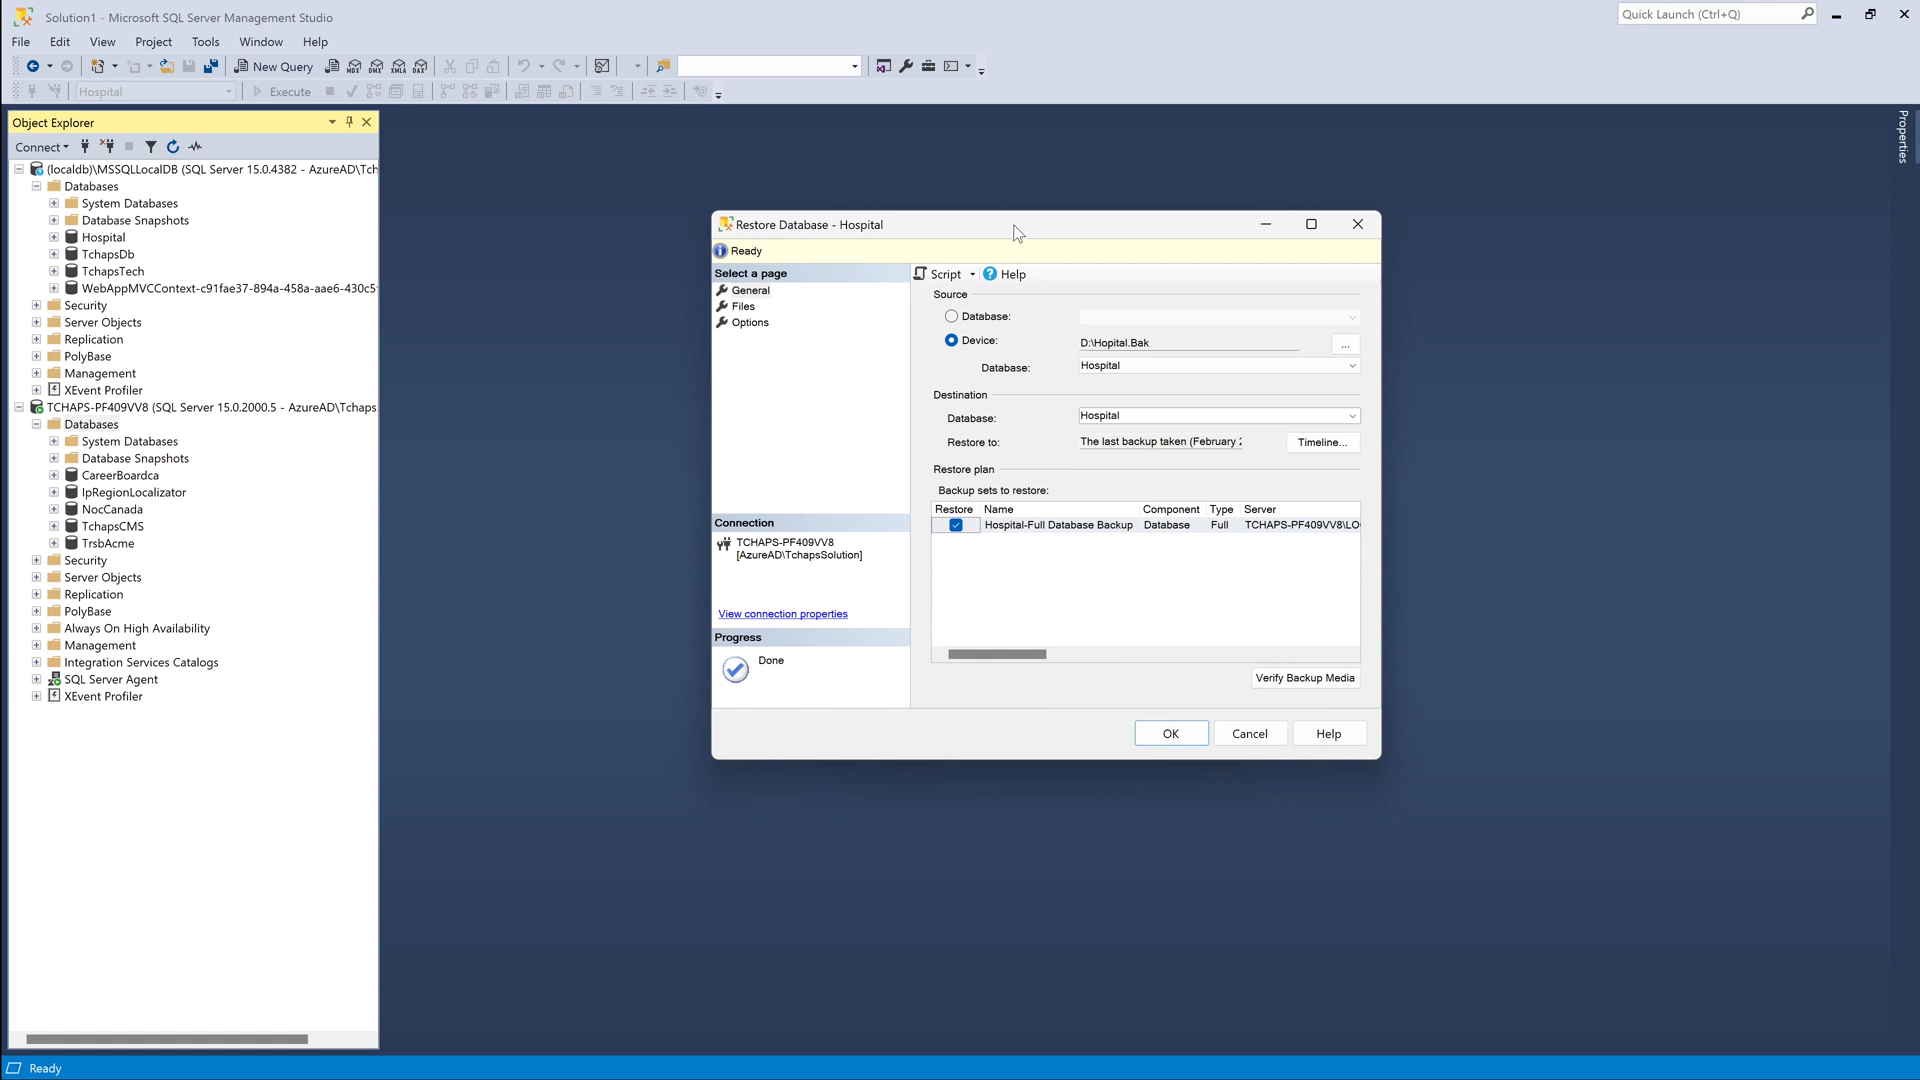 Solution1 - Microsoft SQL Server Management Studio
Quick Launch (Ctrl+Q)
File Edit View Project Tools Window Help
New Query MDX DMX XMLA DAX
Hospital Execute
Object Explorer
Properties
Connect
(localdb)\MSSQLLocalDB (SQL Server 15.0.4382 - AzureAD\Tch
Databases
System Databases
Database Snapshots
Hospital
TchapsDb
TchapsTech
WebAppMVCContext-c91fae37-894a-458a-aae6-430c5
Security
Server Objects
Replication
PolyBase
Management
XEvent Profiler
TCHAPS-PF409VV8 (SQL Server 15.0.2000.5 - AzureAD\Tchaps
Databases
System Databases
Database Snapshots
CareerBoardca
IpRegionLocalizator
NocCanada
TchapsCMS
TrsbAcme
Security
Server Objects
Replication
PolyBase
Always On High Availability
Management
Integration Services Catalogs
SQL Server Agent
XEvent Profiler
Restore Database - Hospital
Ready
Select a page
General
Files
Options
Connection
TCHAPS-PF409VV8
[AzureAD\TchapsSolution]
View connection properties
Progress
Done
Script Help
Source
Database:
Device: D:\Hopital.Bak ...
Database: Hospital
Destination
Database: Hospital
Restore to: The last backup taken (February 2 Timeline...
Restore plan
Backup sets to restore:
Restore Name Component Type Server
Hospital-Full Database Backup Database Full TCHAPS-PF409VV8\LO
Verify Backup Media
OK Cancel Help
Ready